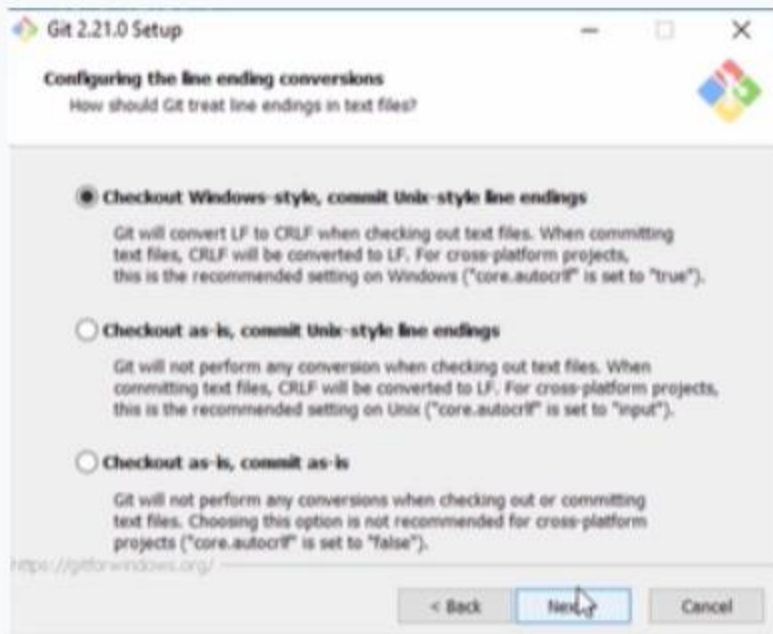 Git 2.21.0 Setup
Configuring the line ending conversions
How should Git treat line endings in text files?
Checkout Windows-style, commit Unix-style line endings
Git will convert LF to CRLF when checking out text files. When committing
text files, CRLF will be converted to LF. For cross-platform projects,
this is the recommended setting on Windows ("core.autocrlf" is set to "true").
Checkout as-is, commit Unix-style line endings
Git will not perform any conversion when checking out text files. When
committing text files, CRLF will be converted to LF. For cross-platform projects,
this is the recommended setting on Unix ("core.autocrlf" is set to "input").
Checkout as-is, commit as-is
Git will not perform any conversions when checking out or committing
text files. Choosing this option is not recommended for cross-platform
projects ("core.autocrlf" is set to "false").
https://gitforwindows.org/
< Back
Next >
Cancel